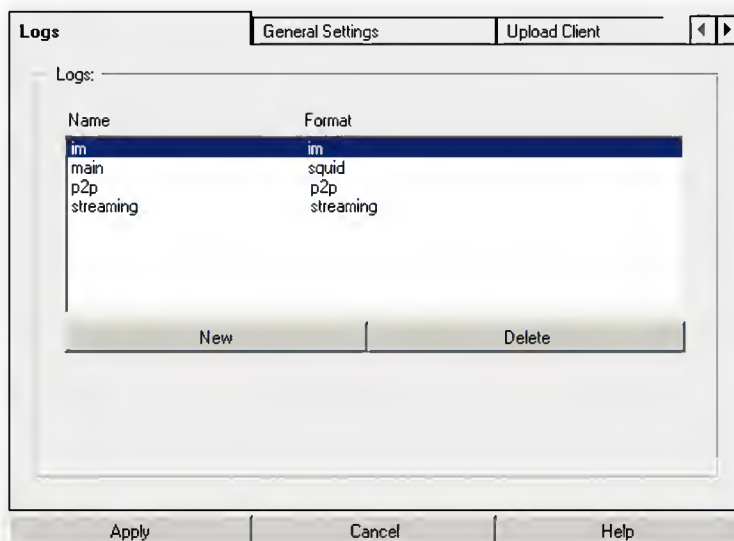 Logs General Settings Upload Client
Logs:
Name Format
im im
main squid
p2p p2p
streaming streaming
New Delete
Apply Cancel Help